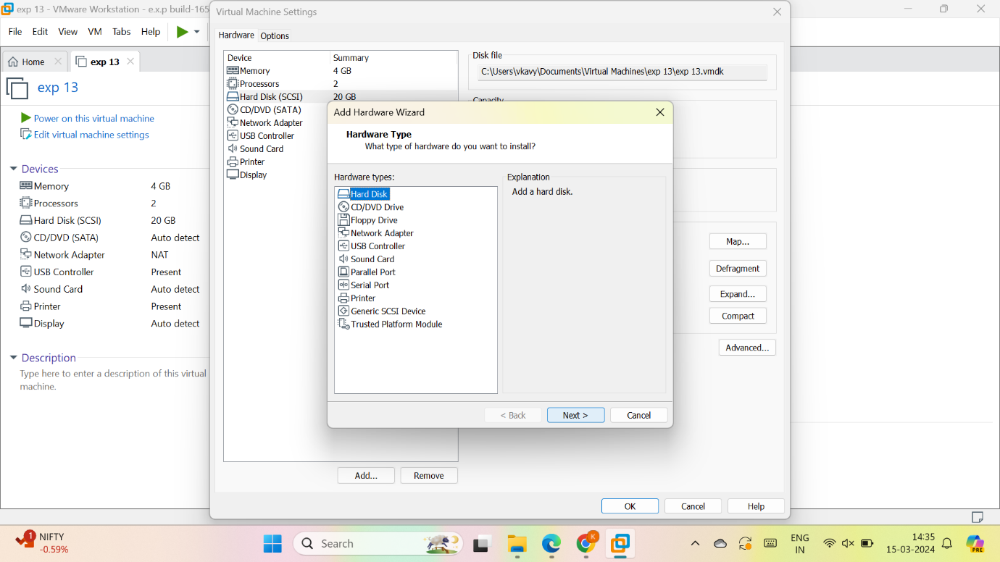 exp 13 - VMware Workstation - e.x.p build-165
File Edit View VM Tabs Help
Home
exp 13
exp 13
Power on this virtual machine
Edit virtual machine settings
Devices
Memory 4 GB
Processors 2
Hard Disk (SCSI) 20 GB
CD/DVD (SATA) Auto detect
Network Adapter NAT
USB Controller Present
Sound Card Auto detect
Printer Present
Display Auto detect
Description
Type here to enter a description of this virtual
machine.
Virtual Machine Settings
Hardware Options
Device Summary
Memory 4 GB
Processors 2
Hard Disk (SCSI) 20 GB
CD/DVD (SATA)
Network Adapter
USB Controller
Sound Card
Printer
Display
Add... Remove
Disk file
C:\Users\vkavy\Documents\Virtual Machines\exp 13\exp 13.vmdk
Capacity
Map...
Defragment
Expand...
Compact
Advanced...
OK Cancel Help
Add Hardware Wizard
Hardware Type
What type of hardware do you want to install?
Hardware types:
Hard Disk
CD/DVD Drive
Floppy Drive
Network Adapter
USB Controller
Sound Card
Parallel Port
Serial Port
Printer
Generic SCSI Device
Trusted Platform Module
Explanation
Add a hard disk.
< Back Next > Cancel
1
NIFTY
-0.59%
Search
K
ENG
IN
14:35
15-03-2024
PRE